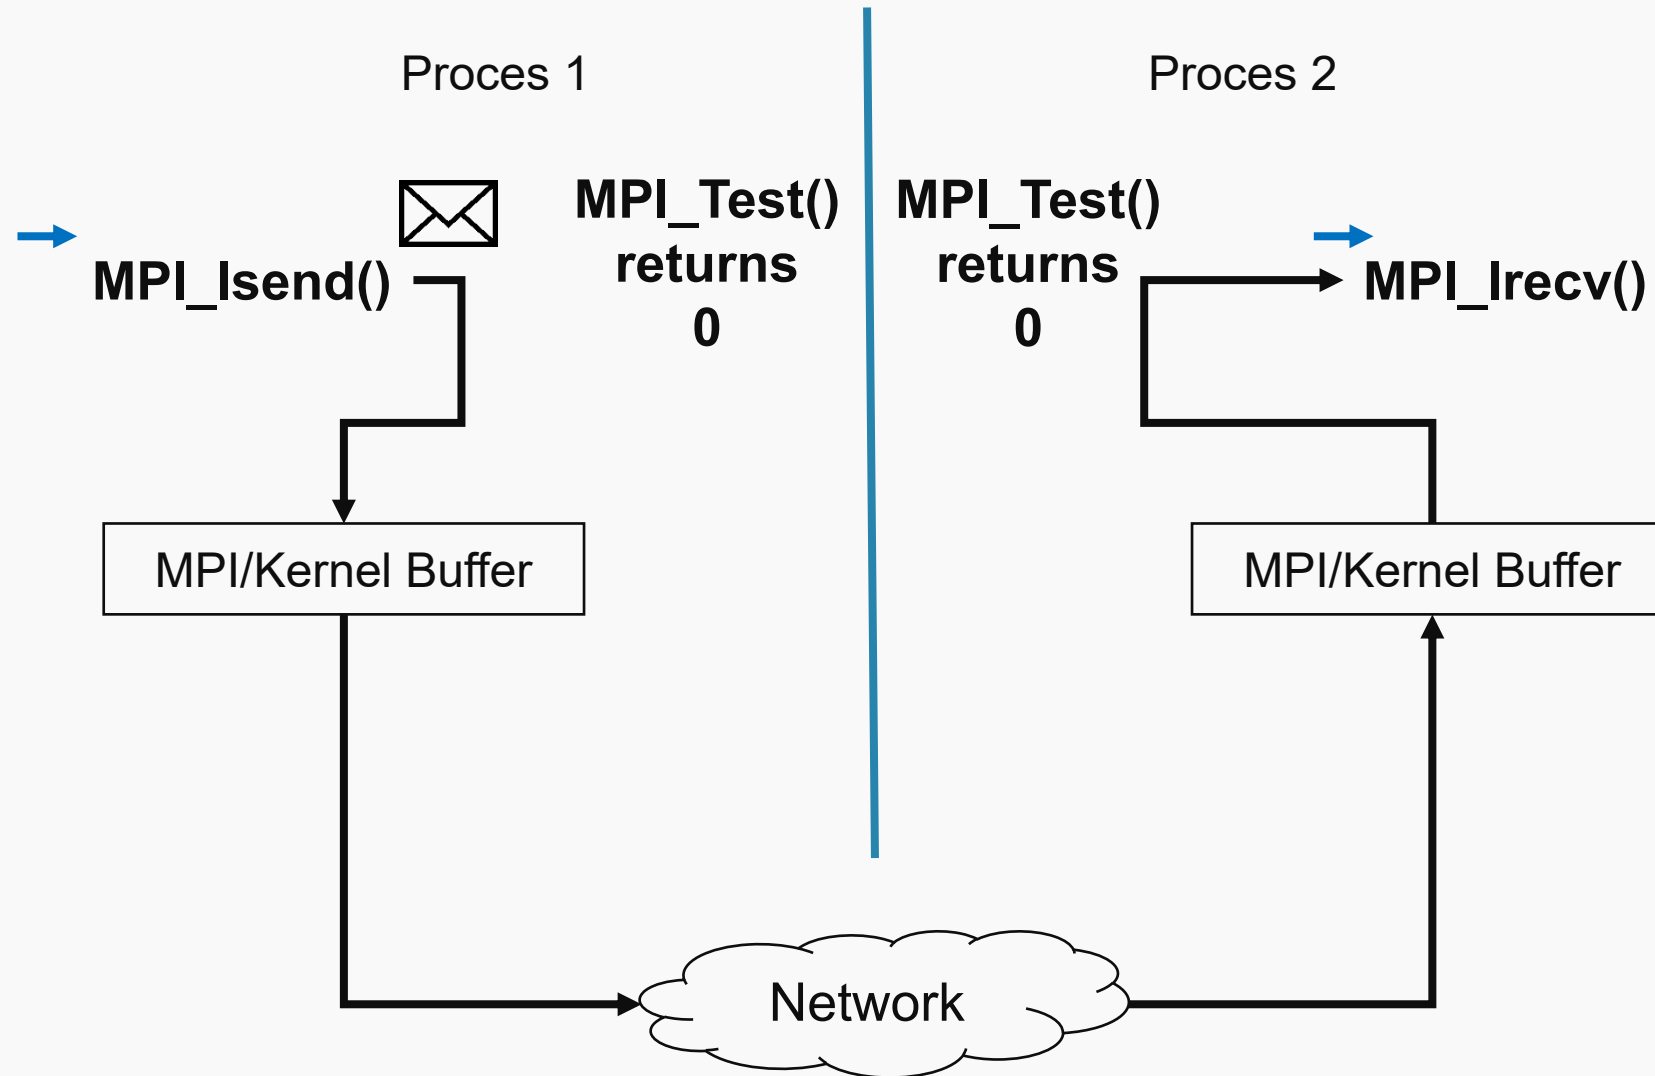 Proces 1
Proces 2
MPI_Test()
returns
0
MPI_Test()
returns
0
MPI_Isend()
MPI_Irecv()
MPI/Kernel Buffer
MPI/Kernel Buffer
Network